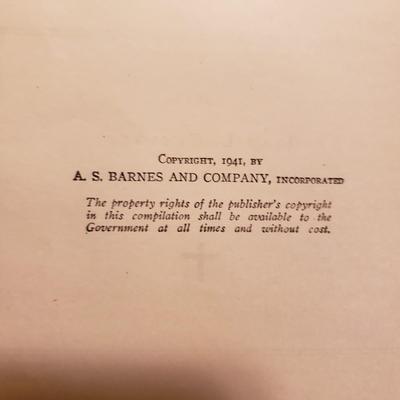 Copyright, 1941, by
A. S. BARNES AND COMPANY, INCORPORATED
The property rights of the publisher's copyright
in this compilation shall be available to the
Government at all times and without cost.